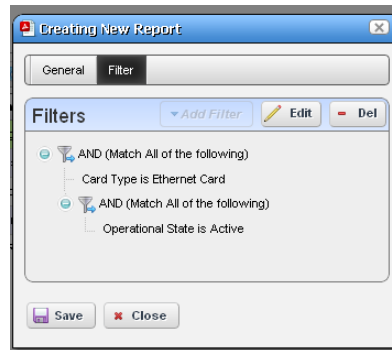 Creating New Report
General Filter
Filters Add Filter Edit Del
AND (Match All of the following)
Card Type is Ethernet Card
AND (Match All of the following)
Operational State is Active
Save Close